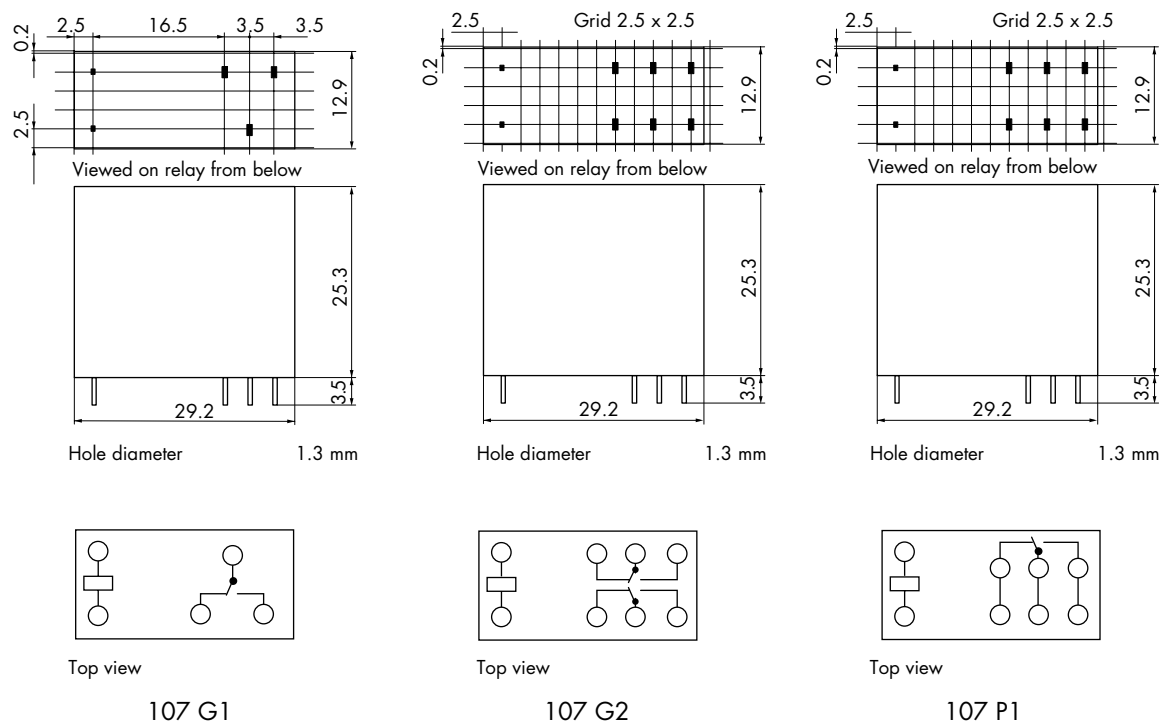 2.5 16.5 3.5 3.5
0.2
2.5
12.9
Viewed on relay from below
25.3
3.5
29.2
Hole diameter 1.3 mm
Top view
107 G1
2.5 Grid 2.5 x 2.5
0.2
12.9
Viewed on relay from below
25.3
3.5
29.2
Hole diameter 1.3 mm
Top view
107 G2
2.5 Grid 2.5 x 2.5
0.2
12.9
Viewed on relay from below
25.3
3.5
29.2
Hole diameter 1.3 mm
Top view
107 P1